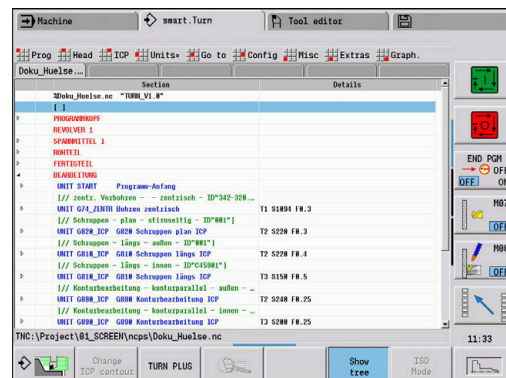 Machine
smart.Turn
Tool editor
Prog Head ICP Units» Go to Config Misc Extras Graph.
Doku_Huelse...
Section Details
%Doku_Huelse.nc "TURN_V1.0"
[ ]
PROGRAMMKOPF
REVOLVER 1
SPANNMITTEL 1
ROHTEIL
FERTIGTEIL
BEARBEITUNG
UNIT START Programm-Anfang
[// zentr. Vorbohren - - zentrisch - ID"342-320...
UNIT G74_ZENTR Bohren zentrisch T1 S1094 F0.3
[// Schruppen - plan - stirnseitig - ID"001"]
UNIT G820_ICP G820 Schruppen plan ICP T2 S220 F0.3
[// Schruppen - längs - außen - ID"001"]
UNIT G810_ICP G810 Schruppen längs ICP T2 S220 F0.4
[// Schruppen - längs - innen - ID"C45001"]
UNIT G810_ICP G810 Schruppen längs ICP T3 S150 F0.5
[// Konturbearbeitung - konturparallel - außen - ...
UNIT G890_ICP G890 Konturbearbeitung ICP T2 S240 F0.25
[// Konturbearbeitung - konturparallel - innen - ...
UNIT G890_ICP G890 Konturbearbeitung ICP T3 S200 F0.25
TNC:\Project\01_SCREEN\ncps\Doku_Huelse.nc
Change
ICP contour
TURN PLUS
Show
tree
ISO
Mode
END PGM
OFF
OFF ON
M07
OFF
M08
OFF
11:33